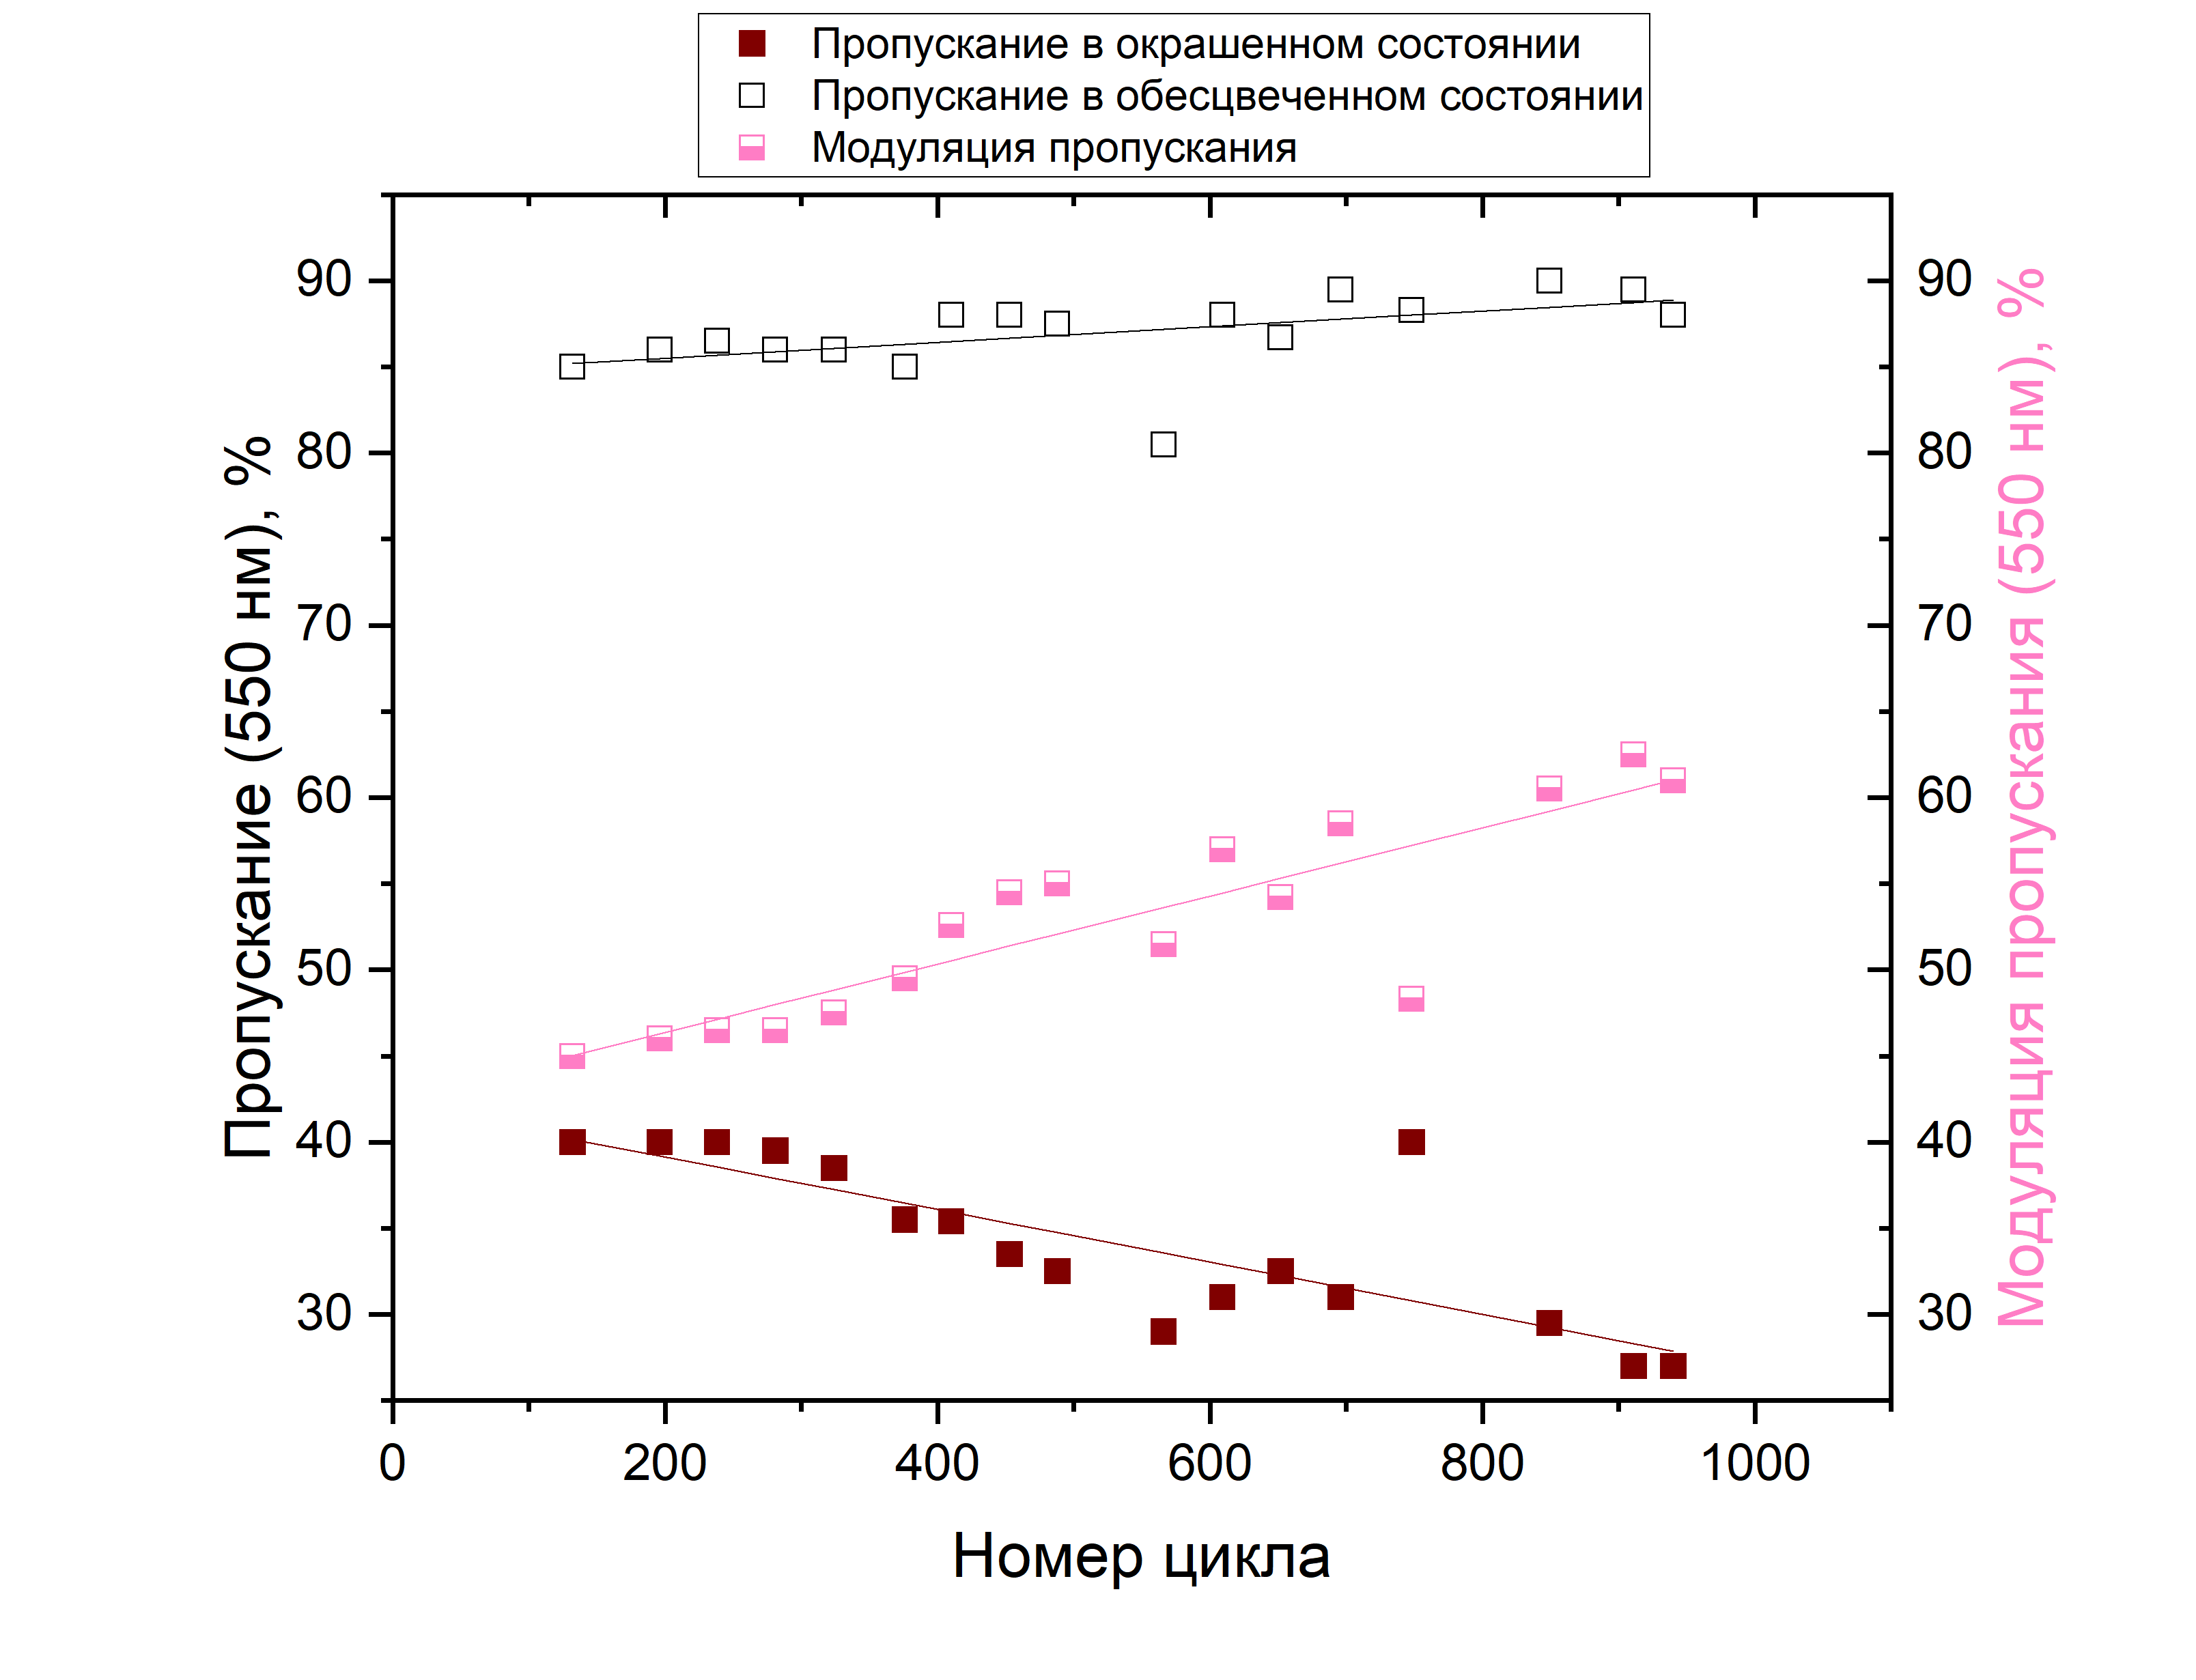 Пропускание в окрашенном состоянии
Пропускание в обесцвеченном состоянии
Модуляция пропускания
Пропускание (550 нм), %
90
80
70
60
50
40
30
90
80
70
60
50
40
30
Модуляция пропускания (550 нм), %
0 200 400 600 800 1000
Номер цикла